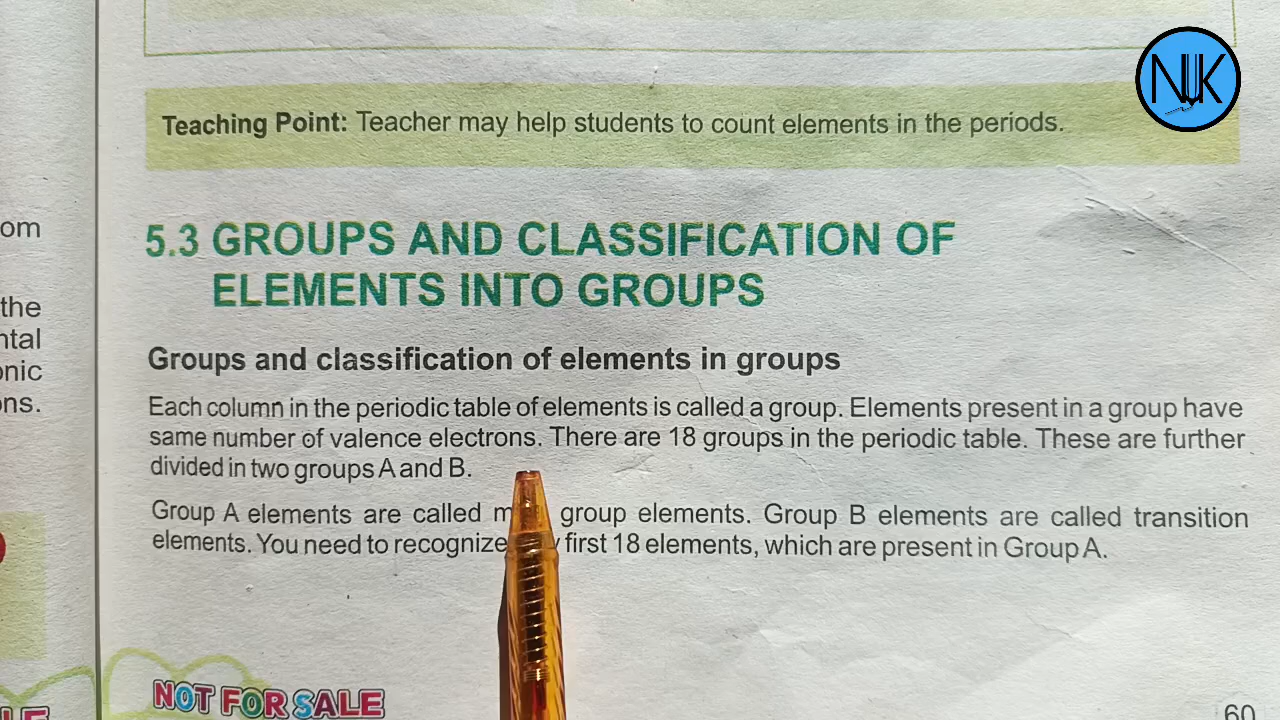 NJK
Teaching Point: Teacher may help students to count elements in the periods.
om
the
ntal
onic
ons.
5.3 GROUPS AND CLASSIFICATION OF
ELEMENTS INTO GROUPS
Groups and classification of elements in groups
Each column in the periodic table of elements is called a group. Elements present in a group have
same number of valence electrons. There are 18 groups in the periodic table. These are further
divided in two groups A and B.
Group A elements are called group elements. Group B elements are called transition
elements. You need to recognize first 18 elements, which are present in Group A.
NOT FOR SALE
LE
60